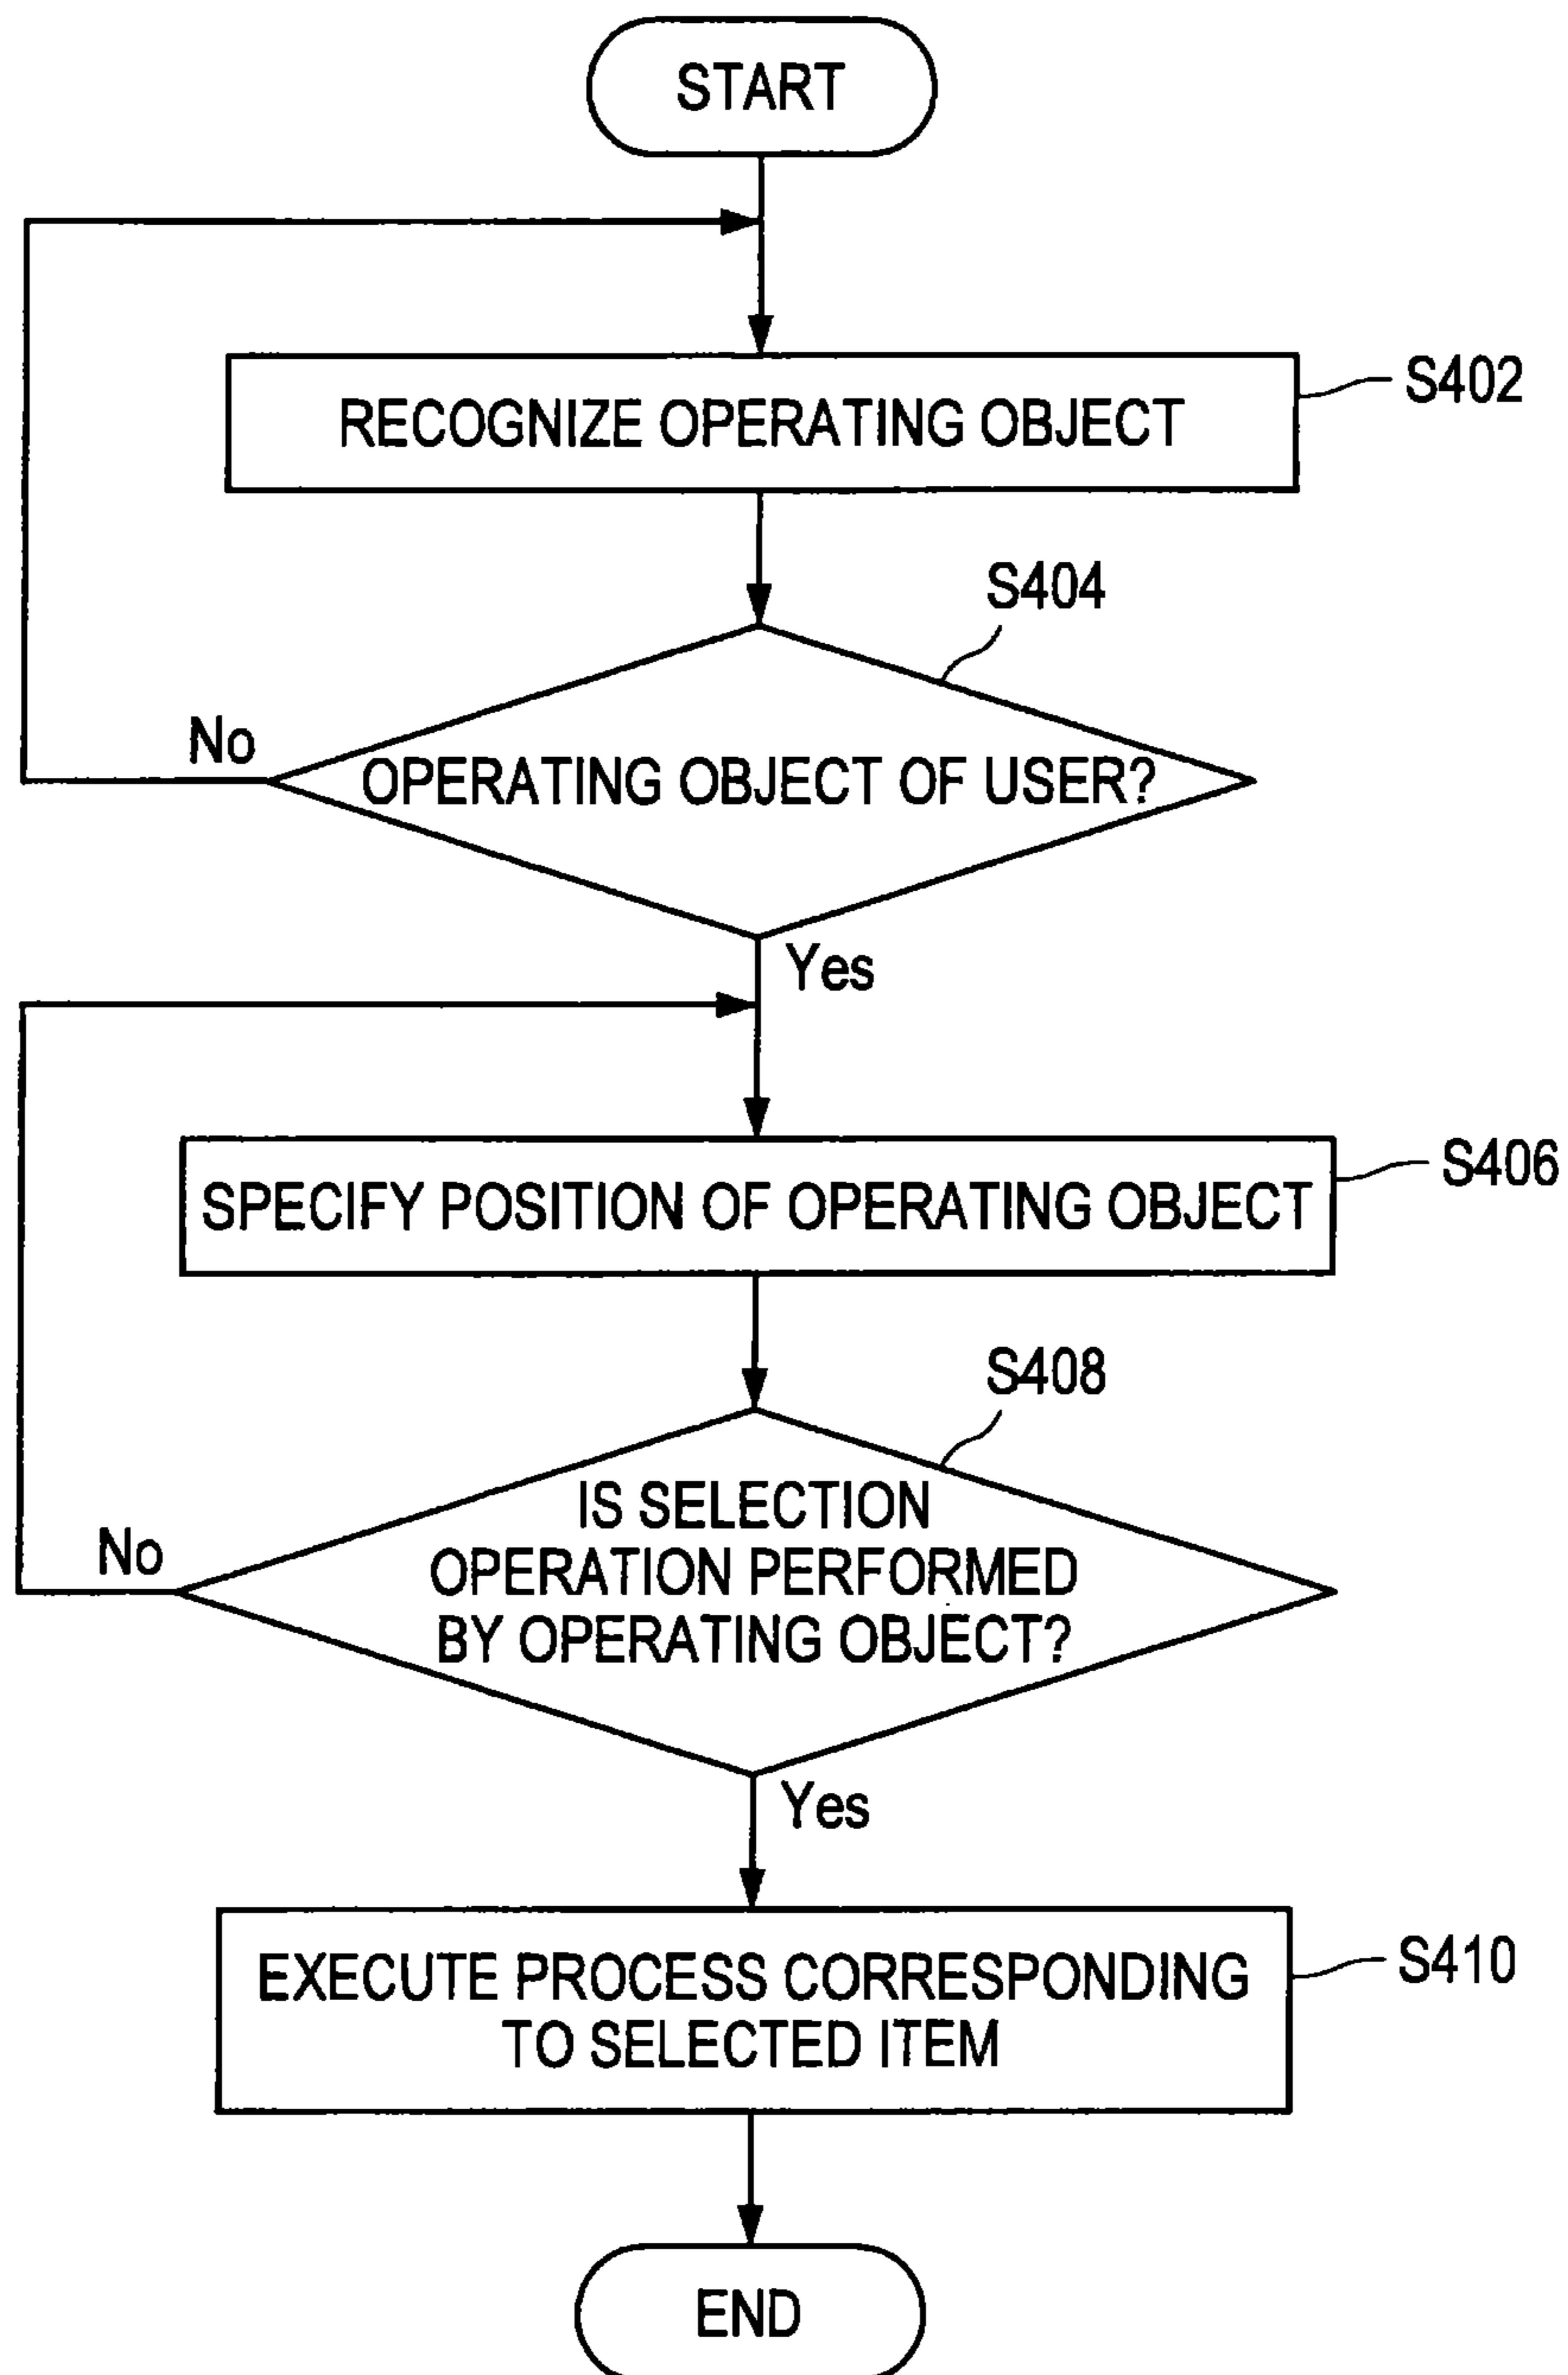 START
RECOGNIZE OPERATING OBJECT
S402
S404
OPERATING OBJECT OF USER?
No
Yes
SPECIFY POSITION OF OPERATING OBJECT
S406
S408
IS SELECTION
OPERATION PERFORMED
BY OPERATING OBJECT?
No
Yes
EXECUTE PROCESS CORRESPONDING
TO SELECTED ITEM
S410
END